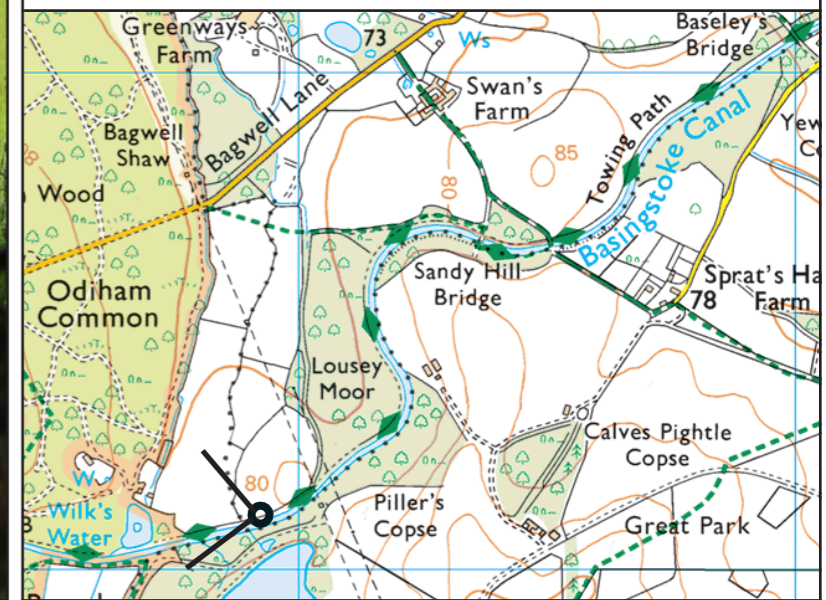 Greenways
Farm
73
Ws
Baseley's
Bridge
Swan's
Farm
Bagwell Lane
Bagwell
Shaw
85
80
Towing Path
Basingstoke Canal
Wood
Odiham
Common
Sandy Hill
Bridge
Sprat's Ha
Farm
78
Lousey
Moor
Calves Pightle
Copse
80
W
Wilk's
Water
Piller's
Copse
Great Park